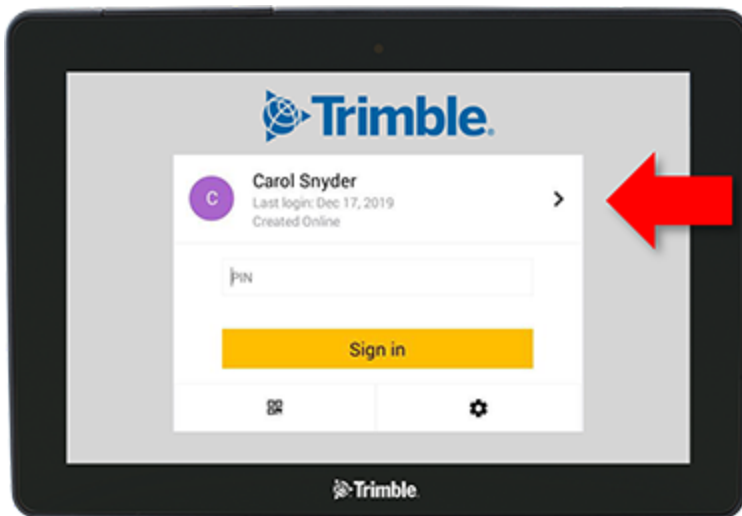 Trimble.
C
Carol Snyder
Last login: Dec 17, 2019
Created Online
PIN
Sign in
Trimble.